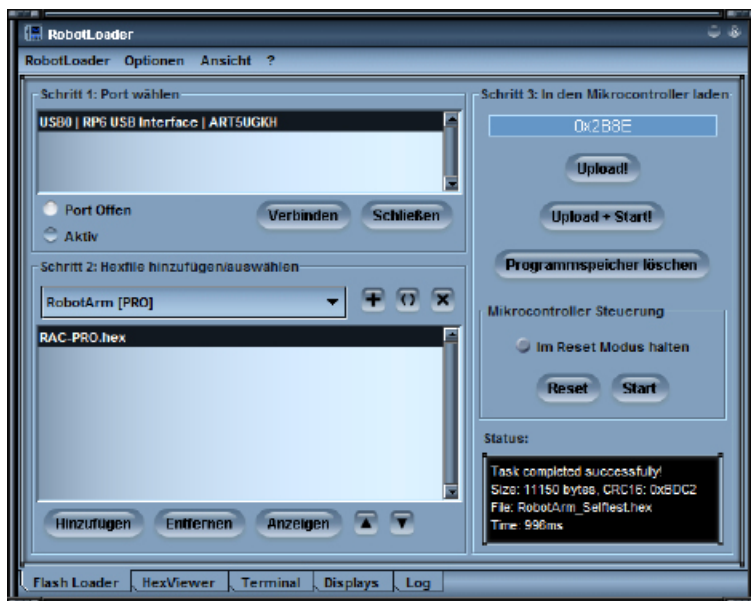 RobotLoader
RobotLoader Optionen Ansicht ?
Schritt 1: Port wählen
USB0 | RP6 USB Interface | ART5UGKH
Port Offen
Aktiv
Verbinden Schließen
Schritt 2: Hexfile hinzufügen/auswählen
RobotArm [PRO]
RAC-PRO.hex
Hinzufügen Entfernen Anzeigen
Schritt 3: In den Mikrocontroller laden
0x2B8E
Upload!
Upload + Start!
Programmspeicher löschen
Mikrocontroller Steuerung
Im Reset Modus halten
Reset Start
Status:
Task completed successfully!
Size: 11150 bytes, CRC16: 0xBDC2
File: RobotArm_Selftest.hex
Time: 996ms
Flash Loader HexViewer Terminal Displays Log